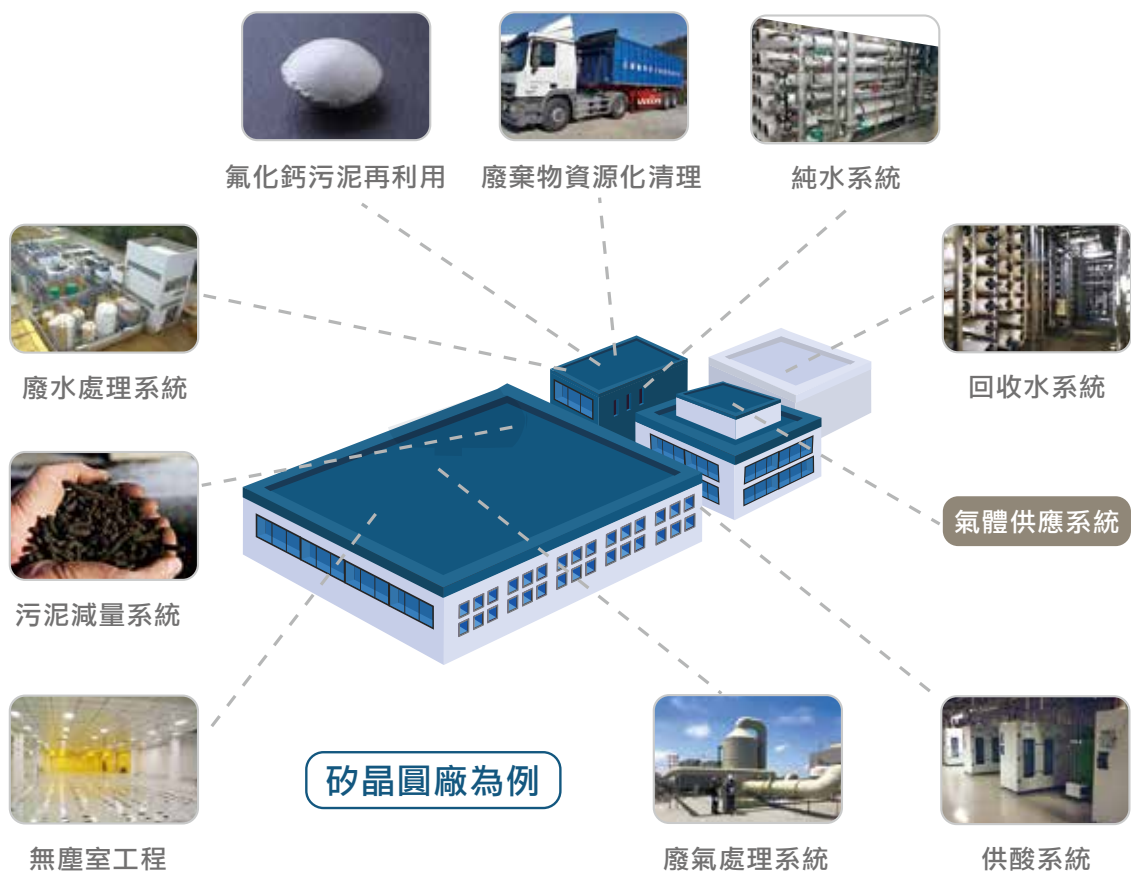 氟化鈣污泥再利用
廢棄物資源化清理
純水系統
廢水處理系統
回收水系統
氣體供應系統
污泥減量系統
矽晶圓廠為例
無塵室工程
廢氣處理系統
供酸系統